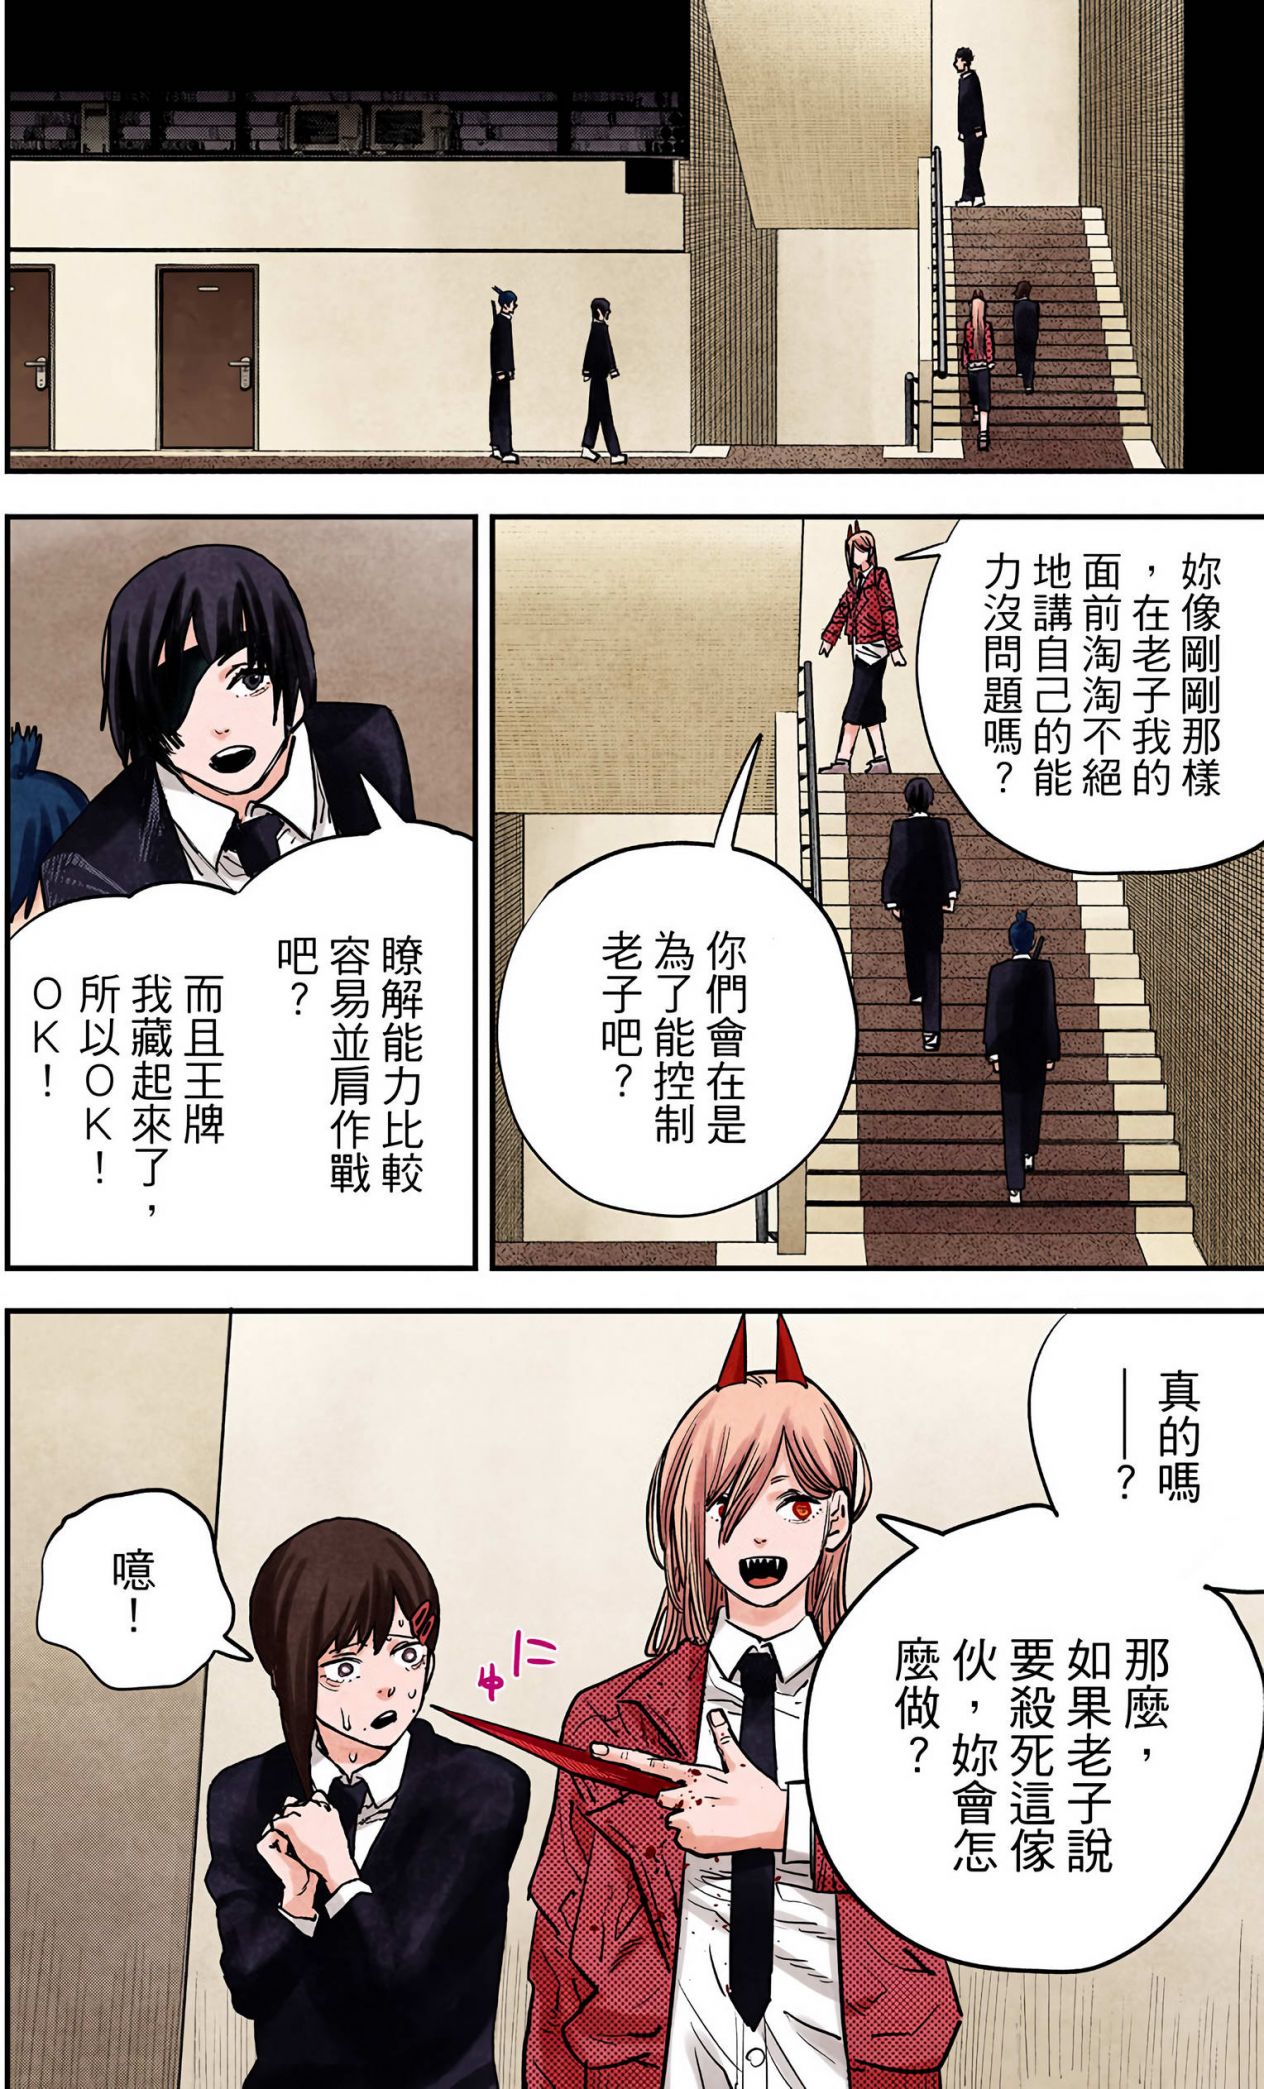 妳像剛剛那樣
，在老子我的
面前淘淘不絕
地講自己的能
力沒問題嗎？
你們會在是
為了能控制
老子吧？
瞭解能力比較
容易並肩作戰
吧？
而且王牌
我藏起來了，
所以ＯＫ！
ＯＫ！
真的嗎
——？
那麼，
如果老子說
要殺死這傢
伙，妳會怎
麼做？
にゅ
噫！